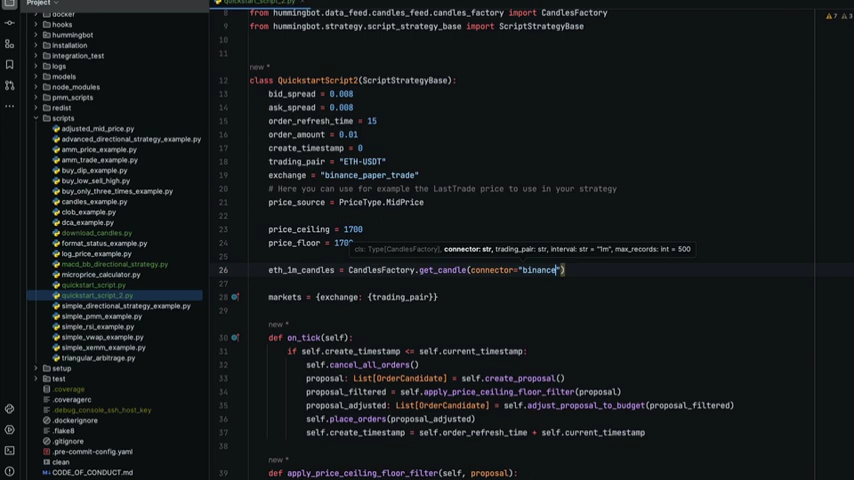 Project
docker
hooks
hummingbot
installation
integration_test
logs
models
node_modules
pmm_scripts
redist
scripts
adjusted_mid_price.py
advanced_directional_strategy_example.py
amm_price_example.py
amm_trade_example.py
buy_dip_example.py
buy_low_sell_high.py
buy_only_three_times_example.py
candles_example.py
clob_example.py
dca_example.py
download_candles.py
format_status_example.py
log_price_example.py
macd_bb_directional_strategy.py
microprice_calculator.py
quickstart_script.py
quickstart_script_2.py
simple_directional_strategy_example.py
simple_pmm_example.py
simple_rsi_example.py
simple_vwap_example.py
simple_xemm_example.py
triangular_arbitrage.py
setup
test
.coverage
.coveragerc
.debug_console_ssh_host_key
.dockerignore
.flake8
.gitignore
.pre-commit-config.yaml
clean
CODE_OF_CONDUCT.md
quickstart_script_2.py
7 3
8 from hummingbot.data_feed.candles_feed.candles_factory import CandlesFactory
9 from hummingbot.strategy.script_strategy_base import ScriptStrategyBase
10
11
new *
12 class QuickstartScript2(ScriptStrategyBase):
13 bid_spread = 0.008
14 ask_spread = 0.008
15 order_refresh_time = 15
16 order_amount = 0.01
17 create_timestamp = 0
18 trading_pair = "ETH-USDT"
19 exchange = "binance_paper_trade"
20 # Here you can use for example the LastTrade price to use in your strategy
21 price_source = PriceType.MidPrice
22
23 price_ceiling = 1700
24 price_floor = 170
cls: Type[CandlesFactory], connector: str, trading_pair: str, interval: str = "1m", max_records: int = 500
25
26 eth_1m_candles = CandlesFactory.get_candle(connector="binance")
27
28 markets = {exchange: {trading_pair}}
29
new *
30 def on_tick(self):
31 if self.create_timestamp <= self.current_timestamp:
32 self.cancel_all_orders()
33 proposal: List[OrderCandidate] = self.create_proposal()
34 proposal_filtered = self.apply_price_ceiling_floor_filter(proposal)
35 proposal_adjusted: List[OrderCandidate] = self.adjust_proposal_to_budget(proposal_filtered)
36 self.place_orders(proposal_adjusted)
37 self.create_timestamp = self.order_refresh_time + self.current_timestamp
38
new *
39 def apply_price_ceiling_floor_filter(self, proposal):